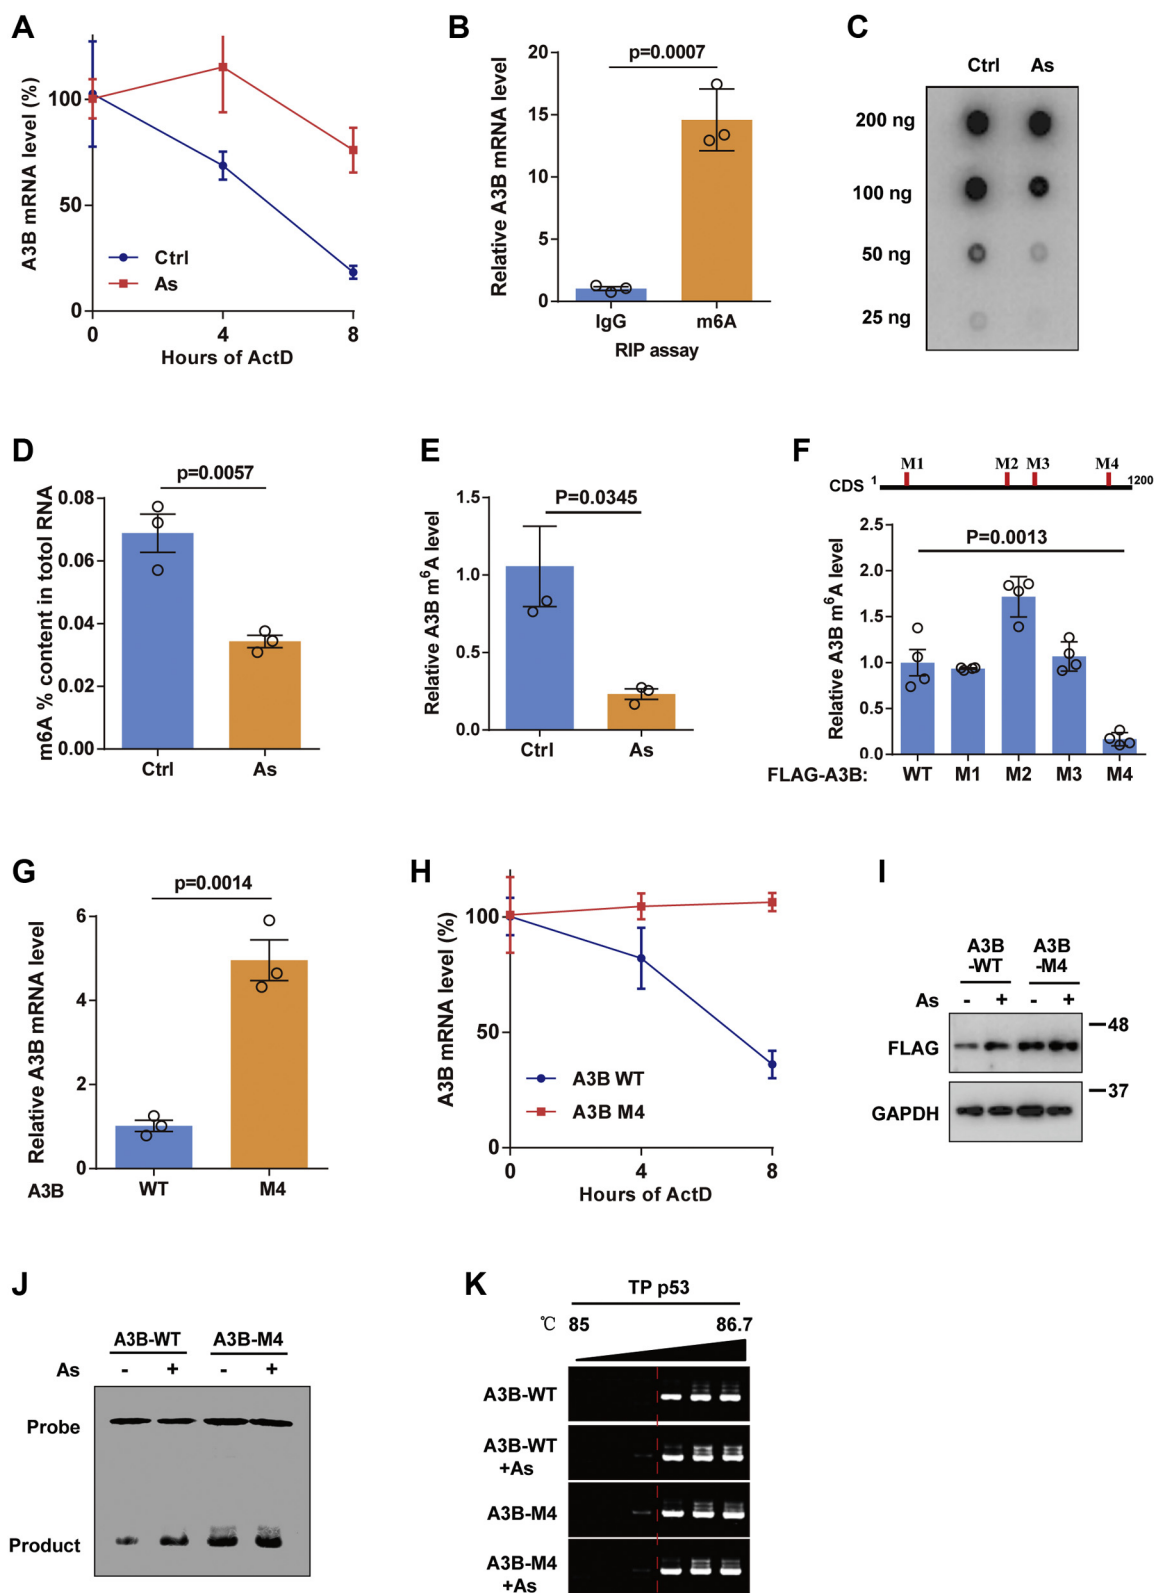 A
A3B mRNA level (%)
100
50
0
Ctrl
As
0 4 8
Hours of ActD
B
p=0.0007
Relative A3B mRNA level
20
15
10
5
0
IgG m6A
RIP assay
C
Ctrl As
200 ng
100 ng
50 ng
25 ng
D
p=0.0057
m6A % content in totol RNA
0.08
0.06
0.04
0.02
0.00
Ctrl As
E
P=0.0345
Relative A3B m⁶A level
1.5
1.0
0.5
0.0
Ctrl As
F
M1 M2 M3 M4
CDS 1 1200
P=0.0013
Relative A3B m⁶A level
2.5
2.0
1.5
1.0
0.5
0.0
FLAG-A3B: WT M1 M2 M3 M4
G
p=0.0014
Relative A3B mRNA level
6
4
2
0
A3B WT M4
H
A3B mRNA level (%)
100
50
0
A3B WT
A3B M4
0 4 8
Hours of ActD
I
A3B A3B
-WT -M4
As - + - +
FLAG
48
37
GAPDH
J
A3B-WT A3B-M4
As - + - +
Probe
Product
K
TP p53
℃ 85 86.7
A3B-WT
A3B-WT
+As
A3B-M4
A3B-M4
+As